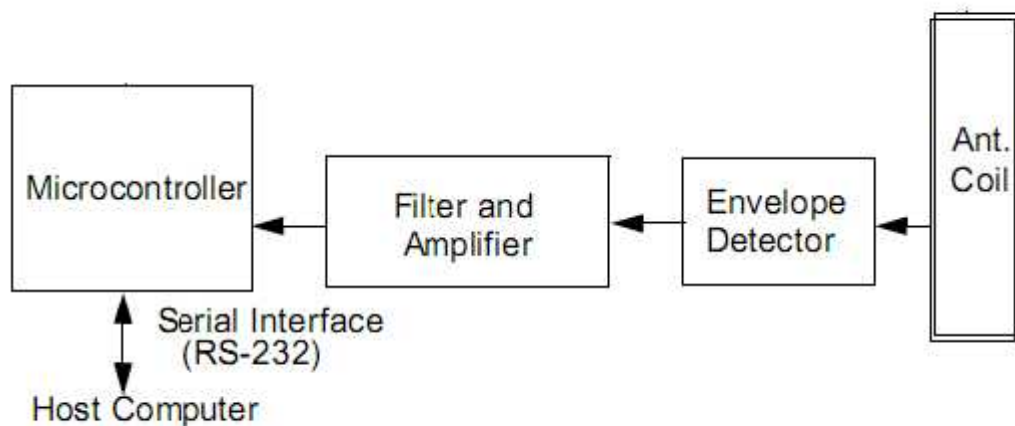 Microcontroller
Filter and
Amplifier
Envelope
Detector
Ant.
Coil
Serial Interface
(RS-232)
Host Computer